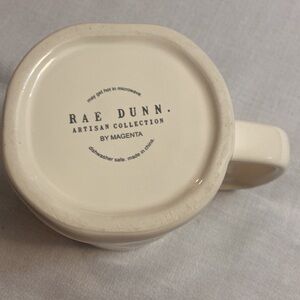 may get hot in microwave.
RAE DUNN.
ARTISAN COLLECTION
BY MAGENTA
dishwasher safe. made in china.